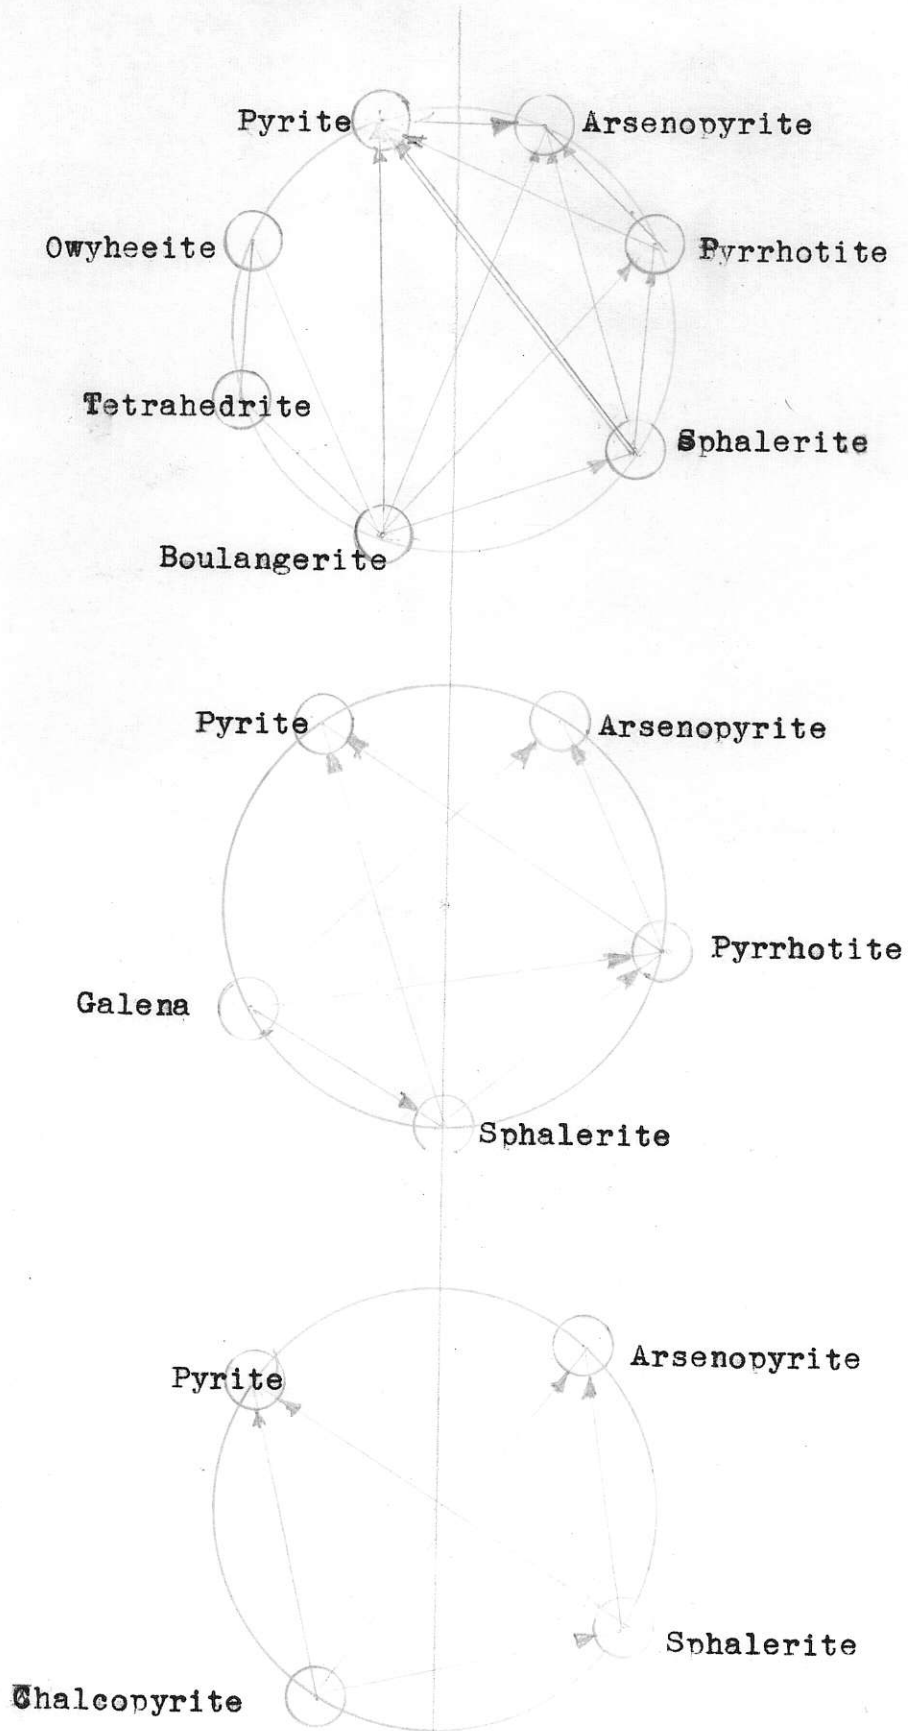 Pyrite
Arsenopyrite
Owyheeite
Pyrrhotite
Tetrahedrite
Sphalerite
Boulangerite
Pyrite
Arsenopyrite
Pyrrhotite
Galena
Sphalerite
Pyrite
Arsenopyrite
Sphalerite
Chalcopyrite